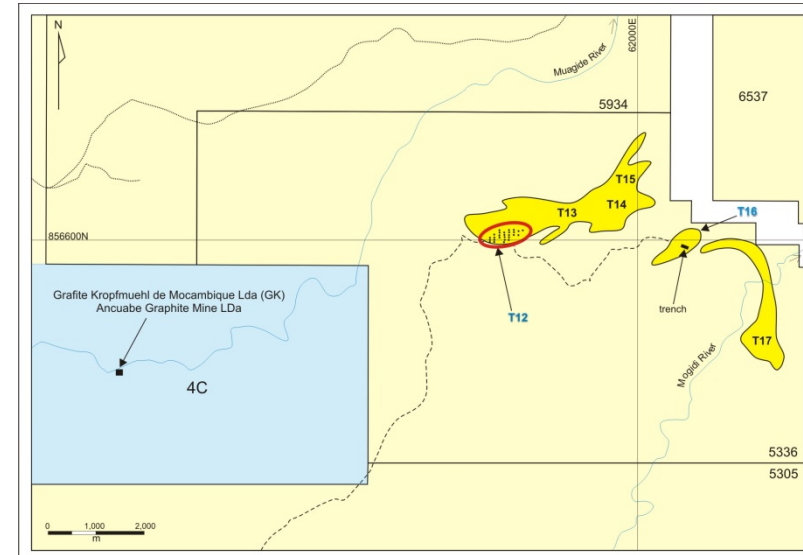 N
Muagide River
62000E
5934
6537
T15
T13
T14
T16
856600N
T12
trench
Grafite Kropfmuehl de Mocambique Lda (GK)
Ancuabe Graphite Mine LDa
4C
Mogidi River
T17
5336
5305
0 1,000 2,000
m